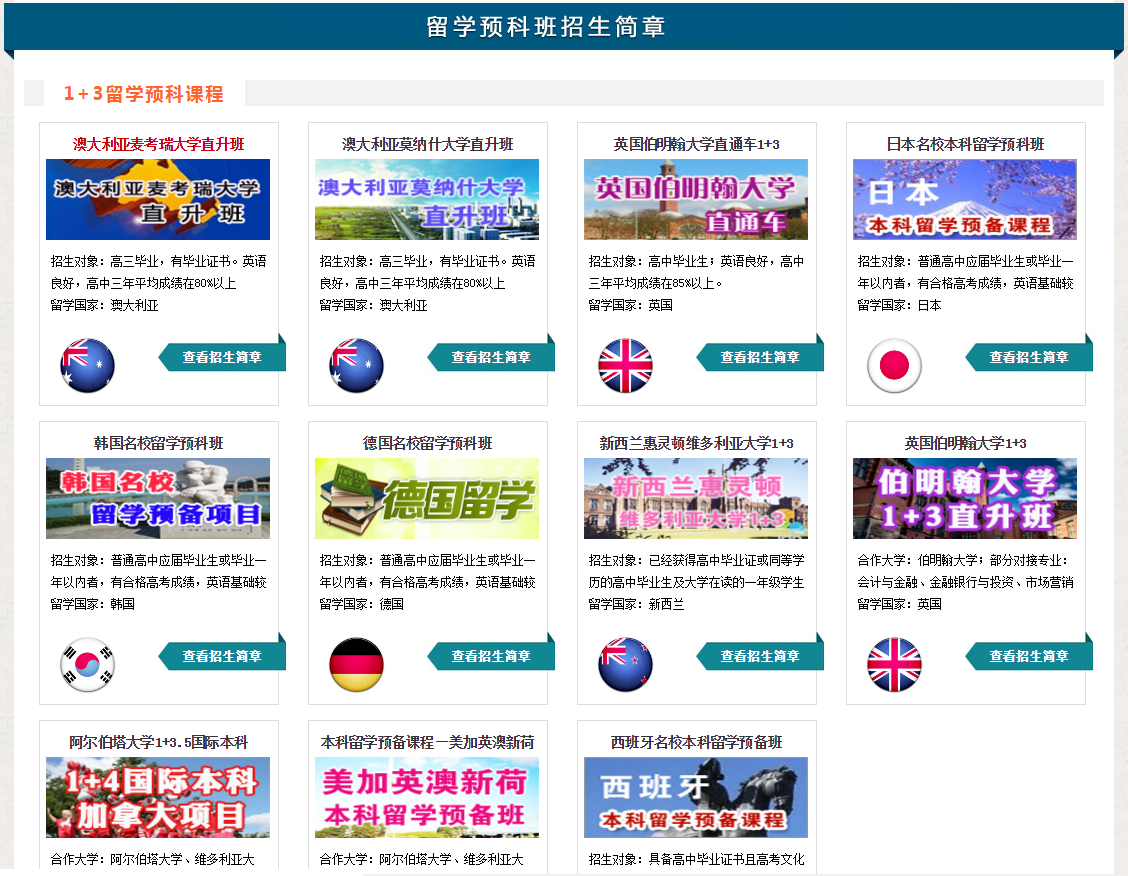 留学预科班招生简章
1+3留学预科课程
澳大利亚麦考瑞大学直升班
澳大利亚麦考瑞大学
直升班
招生对象：高三毕业，有毕业证书。英语
良好，高中三年平均成绩在80%以上
留学国家：澳大利亚
查看招生简章
澳大利亚莫纳什大学直升班
澳大利亚莫纳什大学
直升班
招生对象：高三毕业，有毕业证书。英语
良好，高中三年平均成绩在80%以上
留学国家：澳大利亚
查看招生简章
英国伯明翰大学直通车1+3
英国伯明翰大学
直通车
招生对象：高中毕业生；英语良好，高中
三年平均成绩在85%以上。
留学国家：英国
查看招生简章
日本名校本科留学预科班
日本
本科留学预备课程
招生对象：普通高中应届毕业生或毕业一
年以内者，有合格高考成绩，英语基础较
留学国家：日本
查看招生简章
韩国名校留学预科班
韩国名校
留学预备项目
招生对象：普通高中应届毕业生或毕业一
年以内者，有合格高考成绩，英语基础较
留学国家：韩国
查看招生简章
德国名校留学预科班
德国留学
招生对象：普通高中应届毕业生或毕业一
年以内者，有合格高考成绩，英语基础较
留学国家：德国
查看招生简章
新西兰惠灵顿维多利亚大学1+3
新西兰惠灵顿
维多利亚大学1+3
招生对象：已经获得高中毕业证或同等学
历的高中毕业生及大学在读的一年级学生
留学国家：新西兰
查看招生简章
英国伯明翰大学1+3
伯明翰大学
1+3直升班
合作大学：伯明翰大学；部分对接专业：
会计与金融、金融银行与投资、市场营销
留学国家：英国
查看招生简章
阿尔伯塔大学1+3.5国际本科
1+4国际本科
加拿大项目
合作大学：阿尔伯塔大学、维多利亚大
本科留学预备课程—美加英澳新荷
美加英澳新荷
本科留学预备班
合作大学：阿尔伯塔大学、维多利亚大
西班牙名校本科留学预备班
西班牙
本科留学预备课程
招生对象：具备高中毕业证书且高考文化